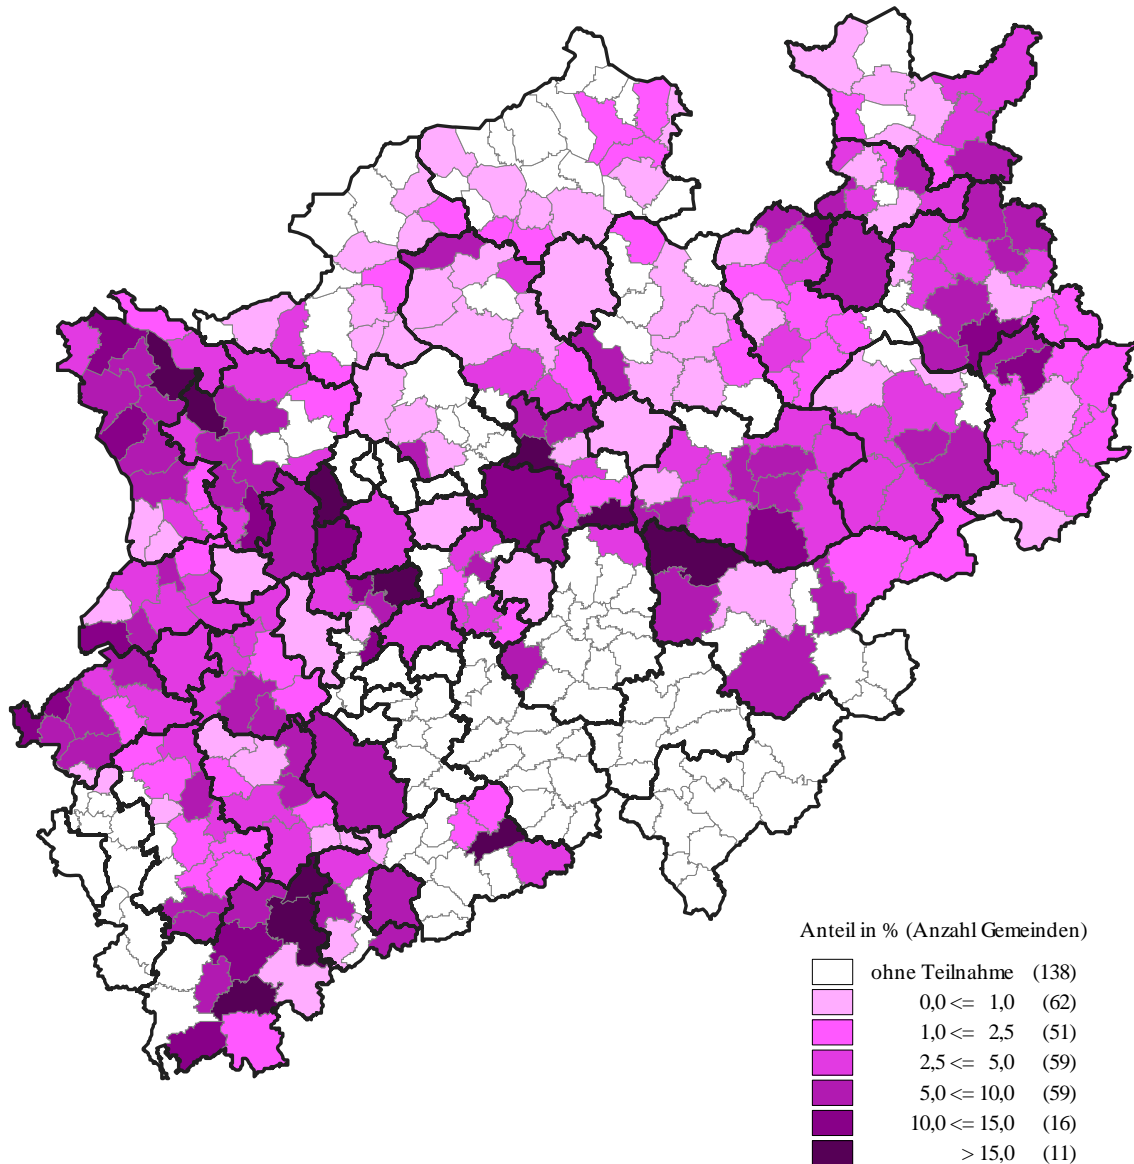 Anteil in % (Anzahl Gemeinden)
ohne Teilnahme (138)
0,0 <= 1,0 (62)
1,0 <= 2,5 (51)
2,5 <= 5,0 (59)
5,0 <= 10,0 (59)
10,0 <= 15,0 (16)
> 15,0 (11)